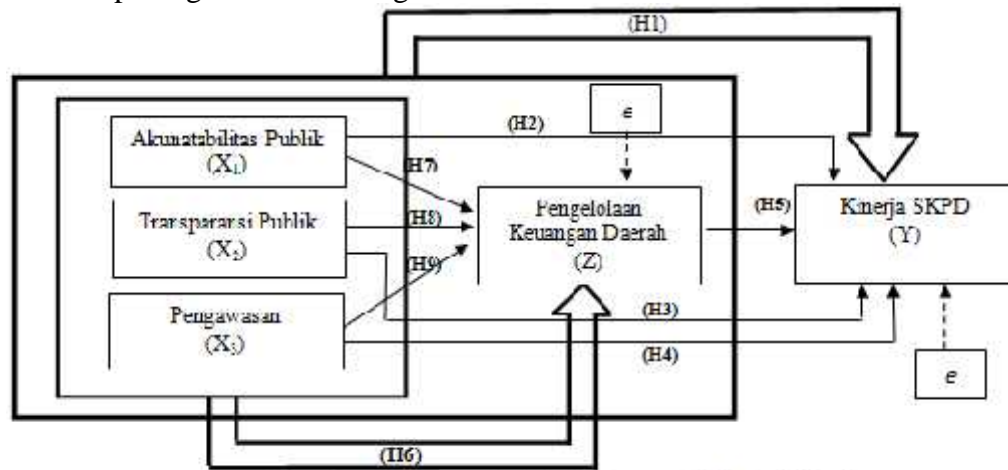 (H1)
Akunatabilitas Publik
(X1)
(H2)
e
(H7)
Transpararsi Publik
(X2)
(H8)
Pengelolaan
Keuangan Daerah
(Z)
(H5)
Kinerja SKPD
(Y)
(H9)
Pengawasan
(X3)
(H3)
(H4)
e
(H6)